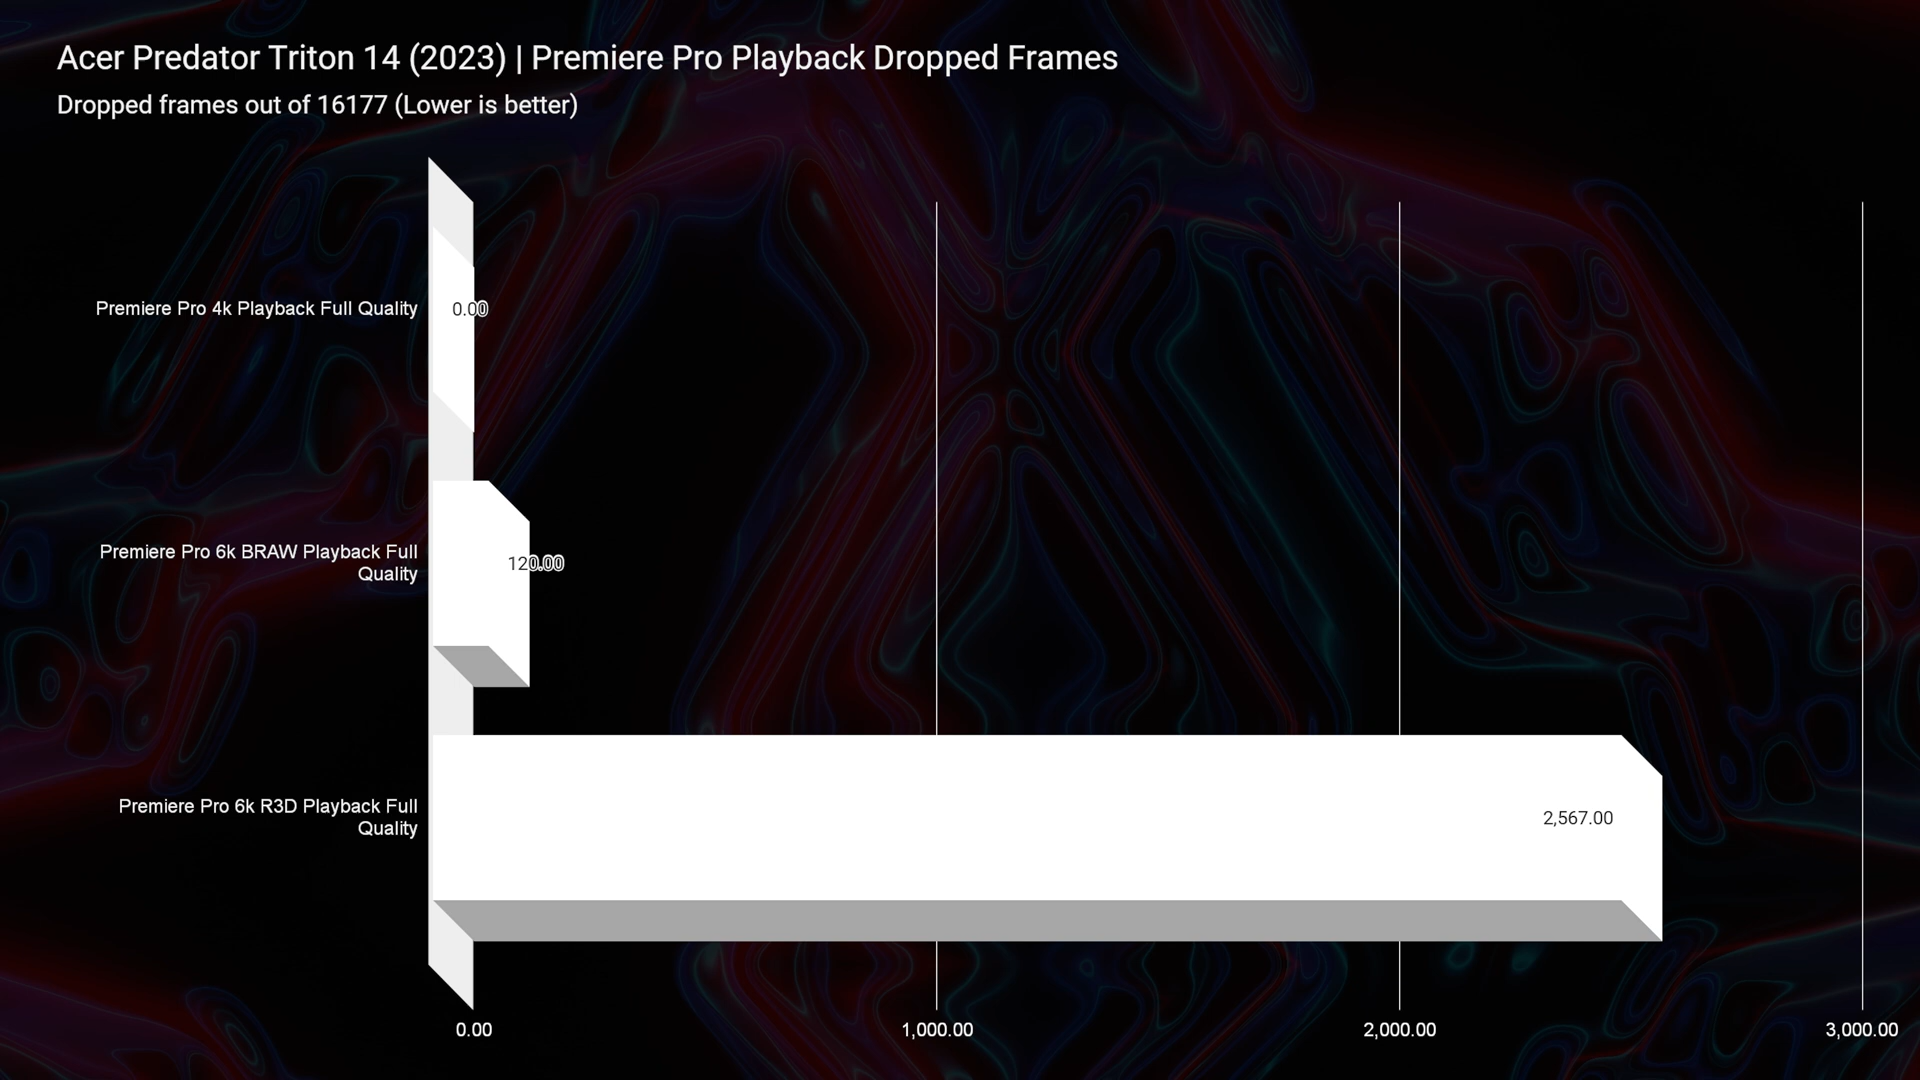 Acer Predator Triton 14 (2023) | Premiere Pro Playback Dropped Frames
Dropped frames out of 16177 (Lower is better)
Premiere Pro 4k Playback Full Quality
0.00
Premiere Pro 6k BRAW Playback Full
Quality
120.00
Premiere Pro 6k R3D Playback Full
Quality
2,567.00
0.00
1,000.00
2,000.00
3,000.00